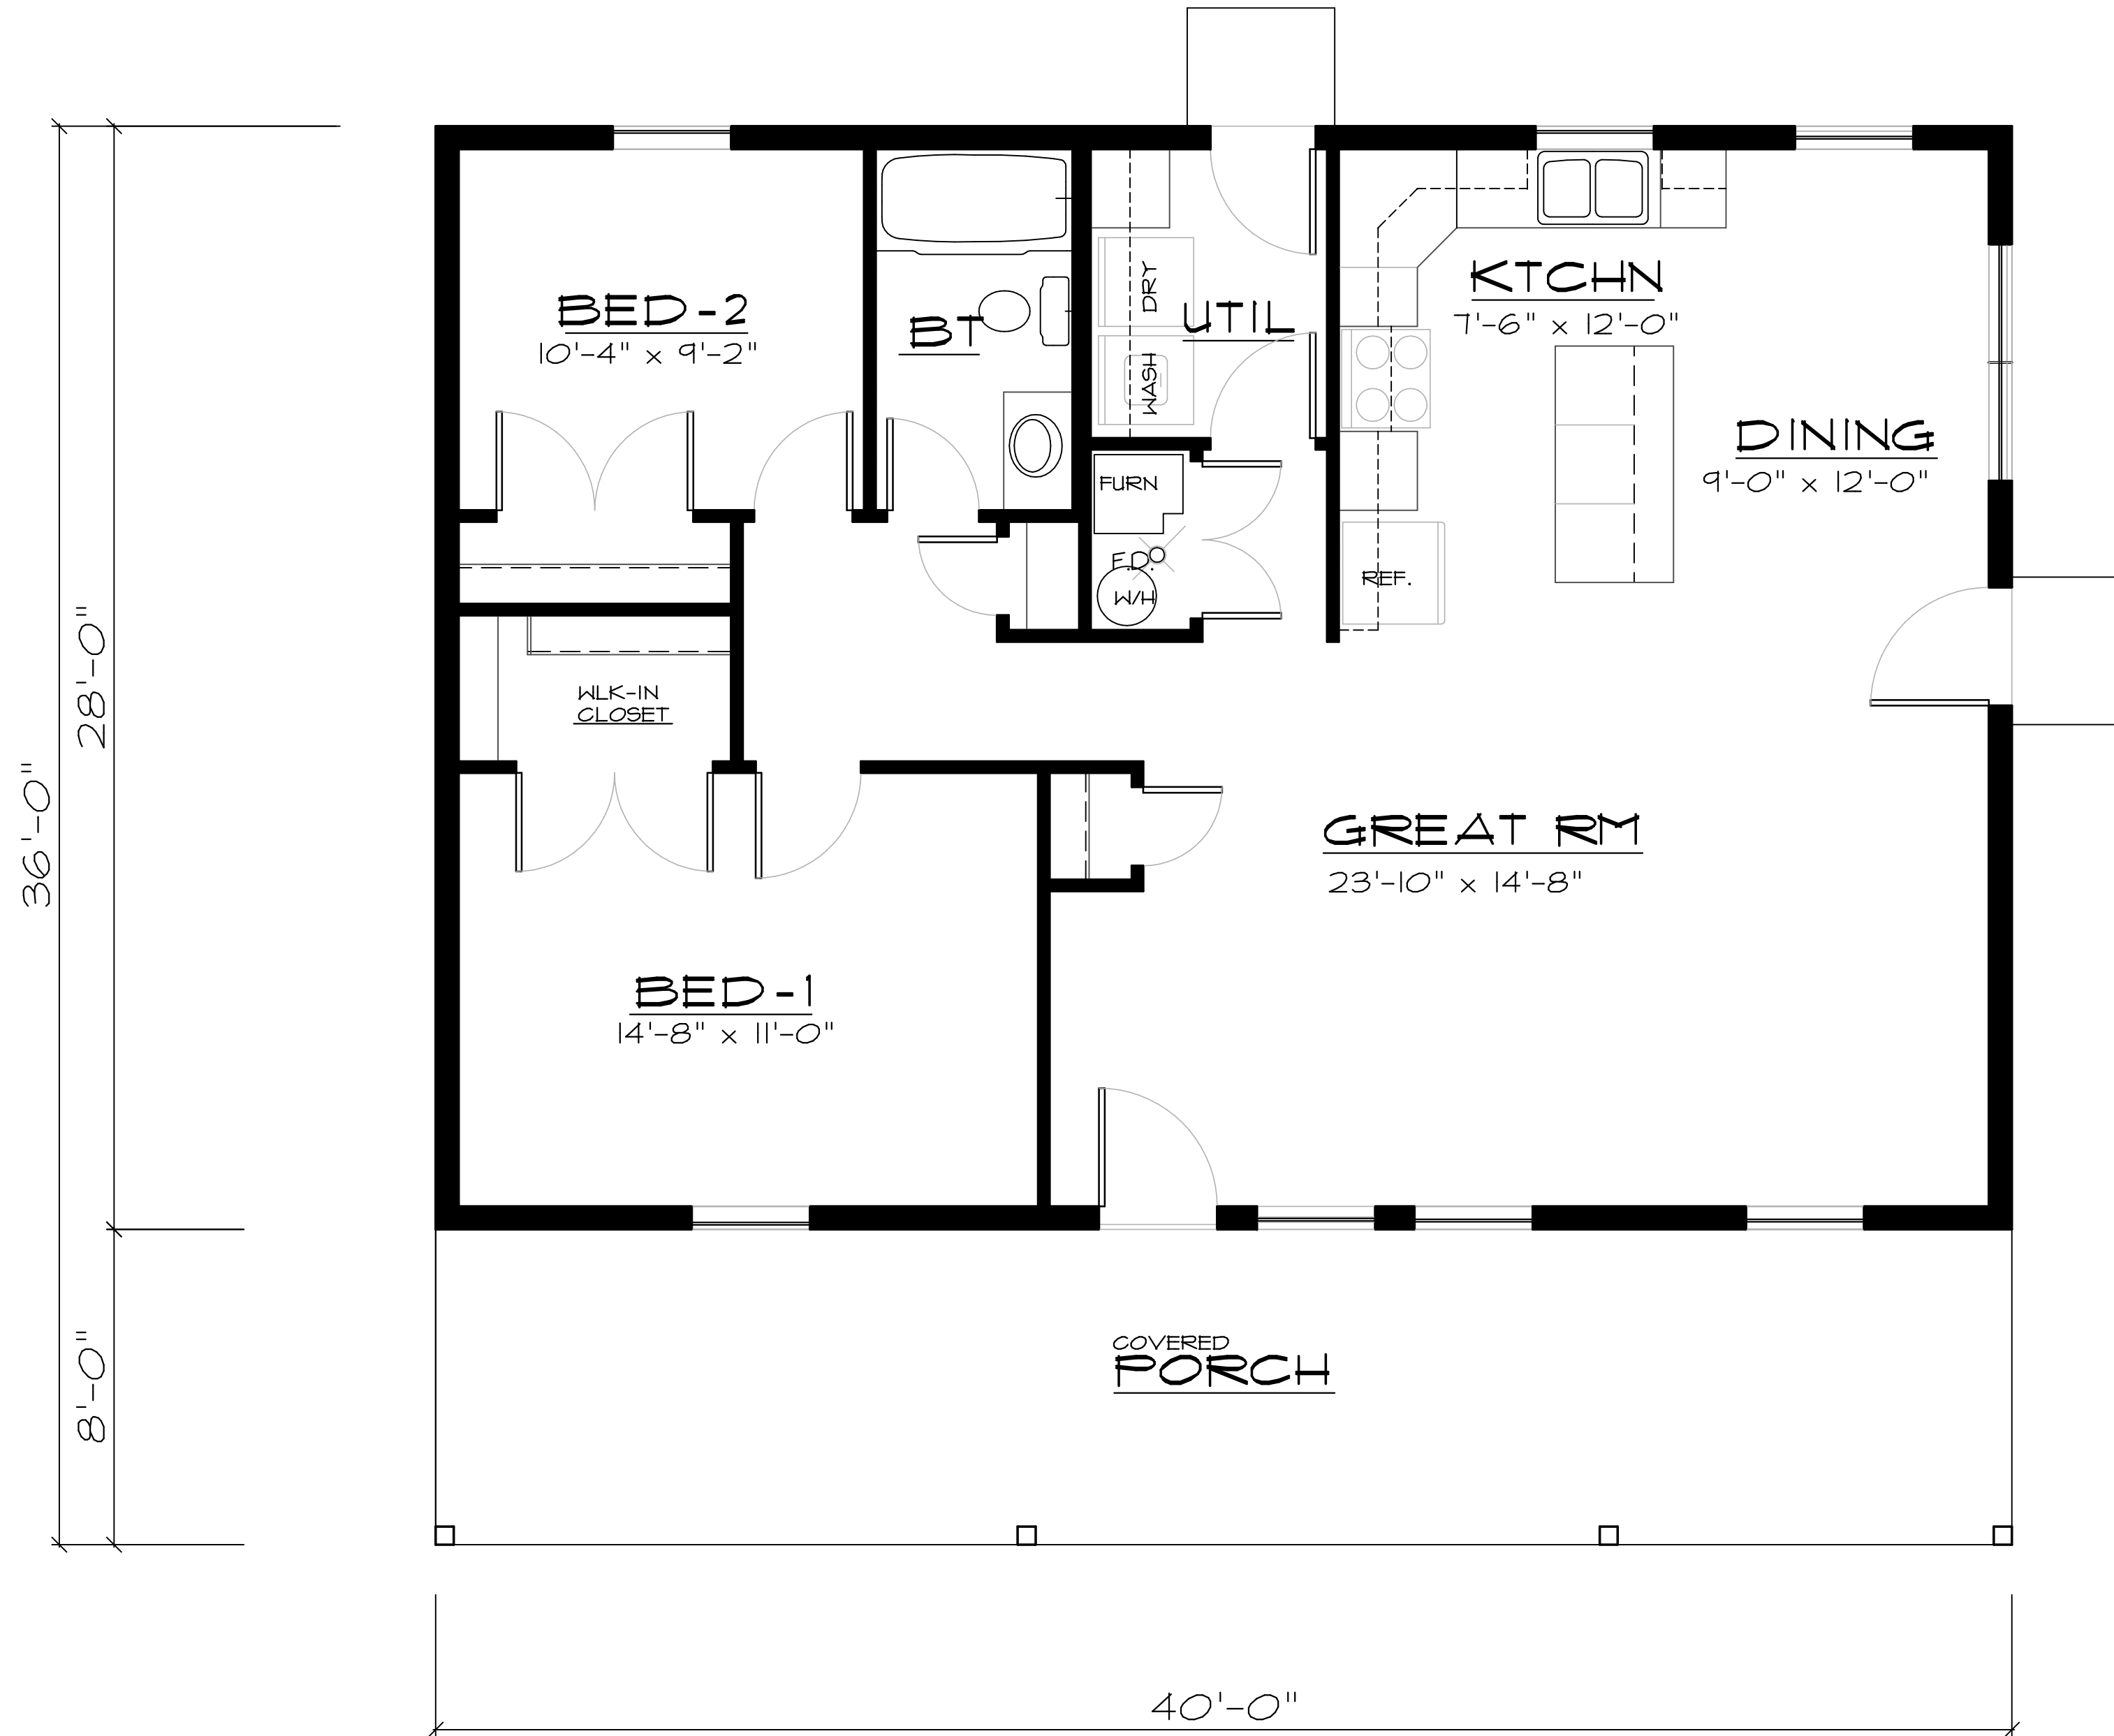 BED-2
10'-4" x 9'-2"
BT
DRY
WASH
UTIL
KTCHN
7'-6" x 12'-0"
DINING
9'-0" x 12'-0"
FURN
F.D.
W/H
REF.
WLK-IN
CLOSET
GREAT RM
23'-10" x 14'-8"
BED-1
14'-8" x 11'-0"
COVERED
PORCH
28'-0"
36'-0"
8'-0"
40'-0"